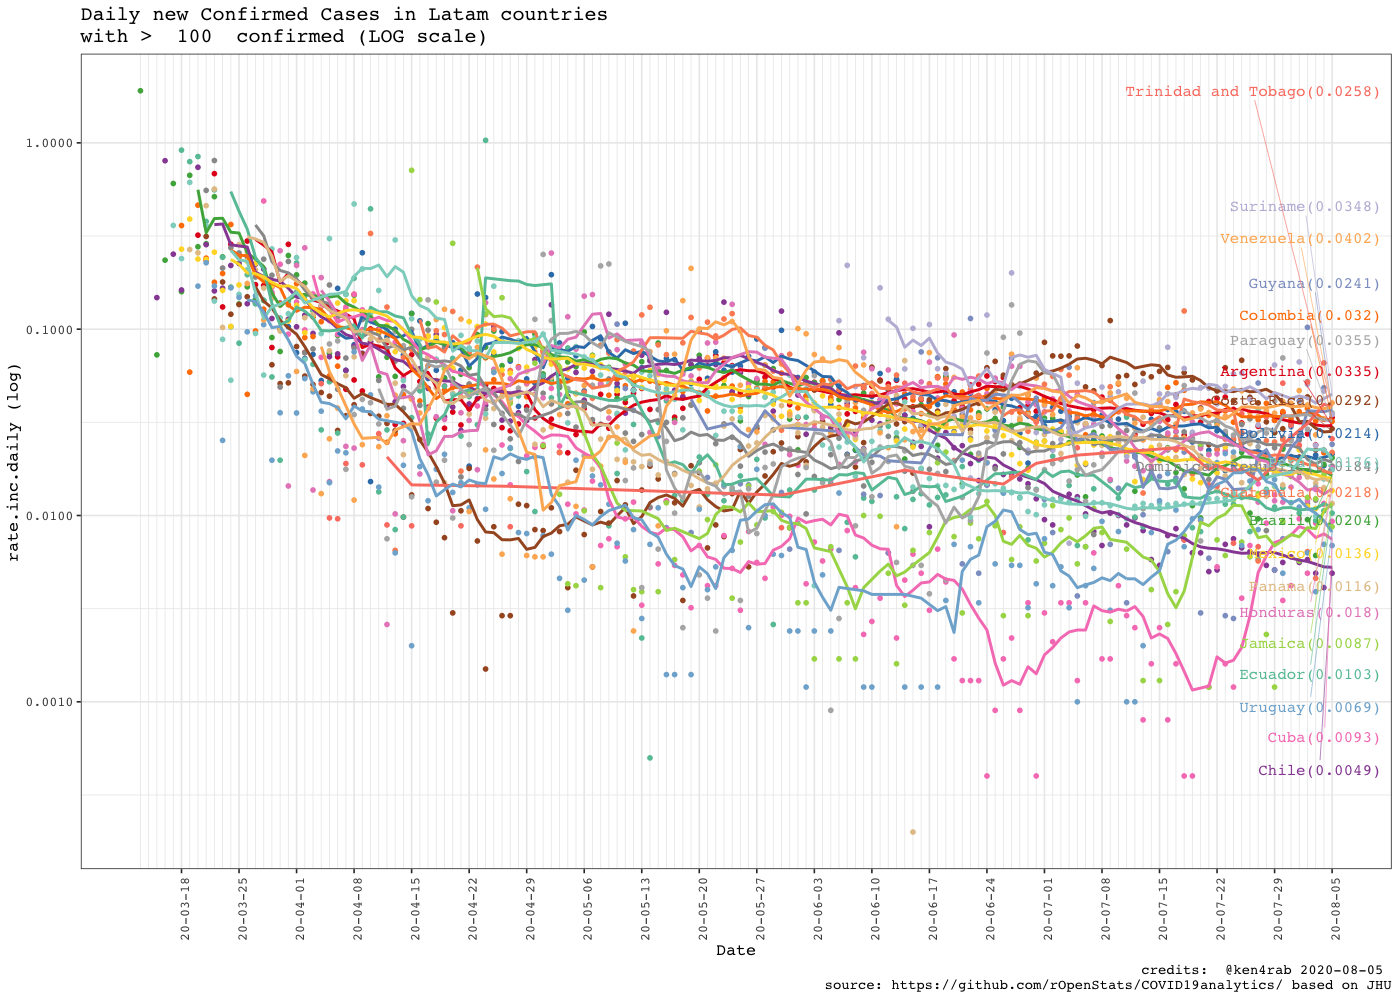 Daily new Confirmed Cases in Latam countries
with >  100  confirmed (LOG scale)
rate.inc.daily (log)
1.0000
0.1000
0.0100
0.0010
Trinidad and Tobago(0.0258)
Suriname(0.0348)
Venezuela(0.0402)
Guyana(0.0241)
Colombia(0.032)
Paraguay(0.0355)
Argentina(0.0335)
Costa Rica(0.0292)
Bolivia(0.0214)
Dominican
Guatemala(0.0218)
Brazil(0.0204)
Mexico(0.0136)
Panama(0.0116)
Honduras(0.018)
Jamaica(0.0087)
Ecuador(0.0103)
Uruguay(0.0069)
Cuba(0.0093)
Chile(0.0049)
20-03-18
20-03-25
20-04-01
20-04-08
20-04-15
20-04-22
20-04-29
20-05-06
20-05-13
20-05-20
20-05-27
20-06-03
20-06-10
20-06-17
20-06-24
20-07-01
20-07-08
20-07-15
20-07-22
20-07-29
20-08-05
Date
credits:  @ken4rab 2020-08-05
source: https://github.com/rOpenStats/COVID19analytics/ based on JHU